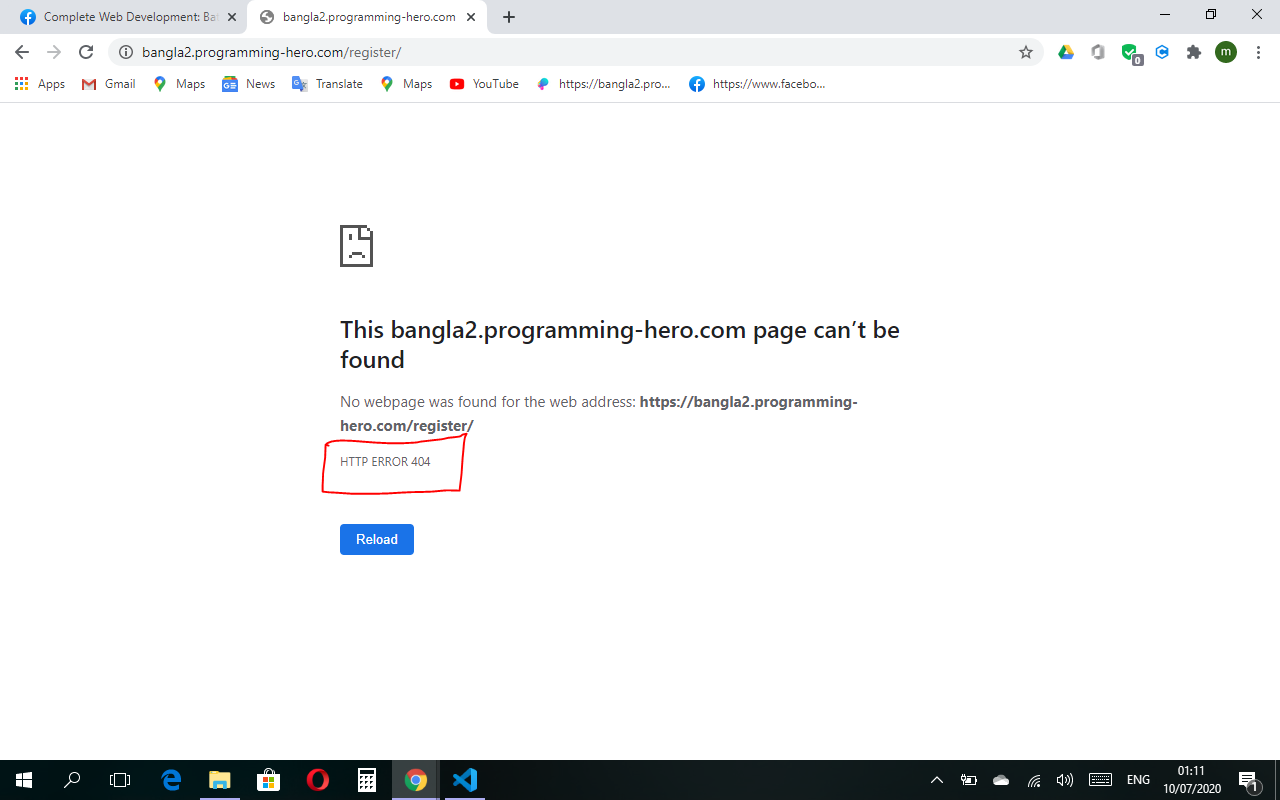 Complete Web Development: Bat
bangla2.programming-hero.com
bangla2.programming-hero.com/register/
0
m
Apps
Gmail
Maps
News
Translate
Maps
YouTube
https://bangla2.pro...
https://www.facebo...
This bangla2.programming-hero.com page can’t be
found
No webpage was found for the web address: https://bangla2.programming-
hero.com/register/
HTTP ERROR 404
Reload
ENG
01:11
10/07/2020
1